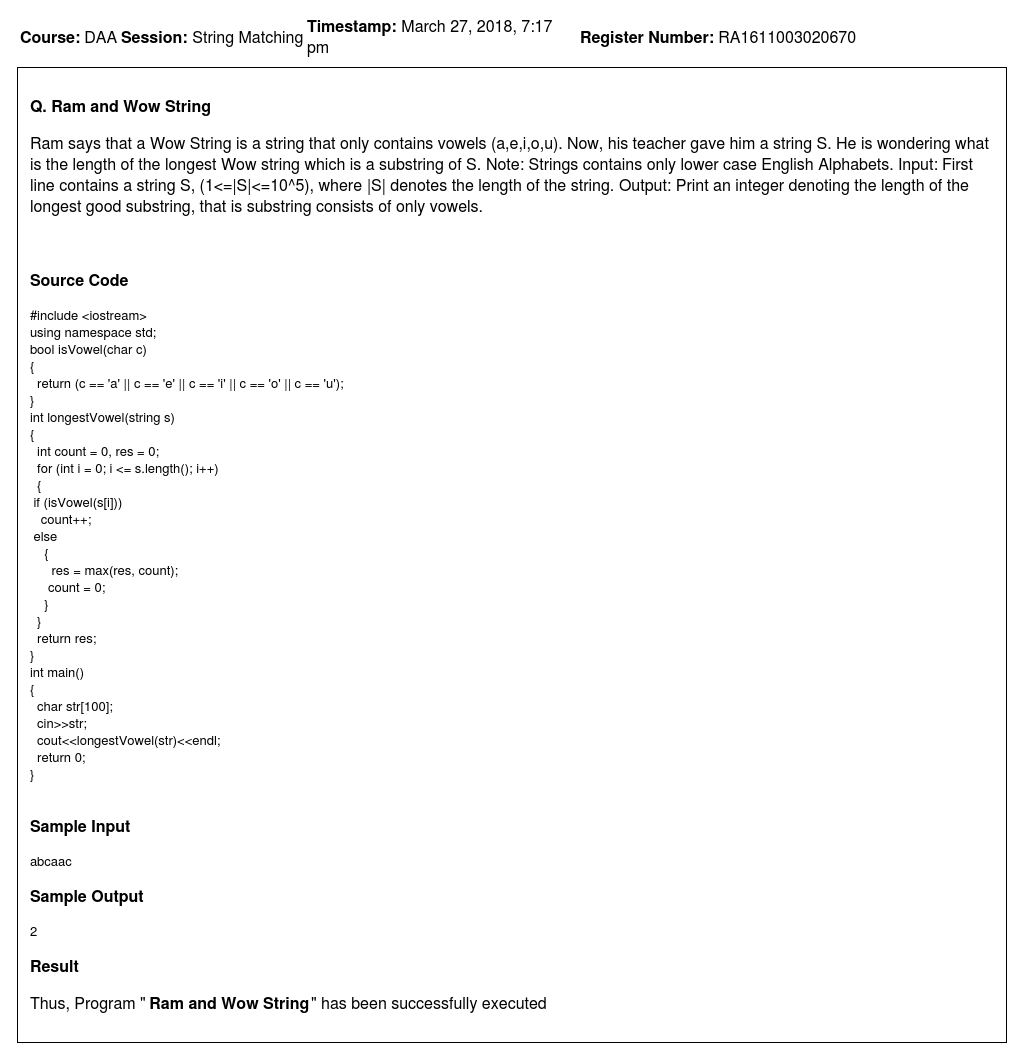 Course: DAA Session: String Matching Timestamp: March 27, 2018, 7:17 pm Register Number: RA1611003020670
Q. Ram and Wow String
Ram says that a Wow String is a string that only contains vowels (a,e,i,o,u). Now, his teacher gave him a string S. He is wondering what
is the length of the longest Wow string which is a substring of S. Note: Strings contains only lower case English Alphabets. Input: First
line contains a string S, (1<=|S|<=10^5), where |S| denotes the length of the string. Output: Print an integer denoting the length of the
longest good substring, that is substring consists of only vowels.
Source Code
#include <iostream>
using namespace std;
bool isVowel(char c)
{
return (c == 'a' || c == 'e' || c == 'i' || c == 'o' || c == 'u');
}
int longestVowel(string s)
{
int count = 0, res = 0;
for (int i = 0; i <= s.length(); i++)
{
if (isVowel(s[i]))
count++;
else
{
res = max(res, count);
count = 0;
}
}
return res;
}
int main()
{
char str[100];
cin>>str;
cout<<longestVowel(str)<<endl;
return 0;
}
Sample Input
abcaac
Sample Output
2
Result
Thus, Program " Ram and Wow String" has been successfully executed